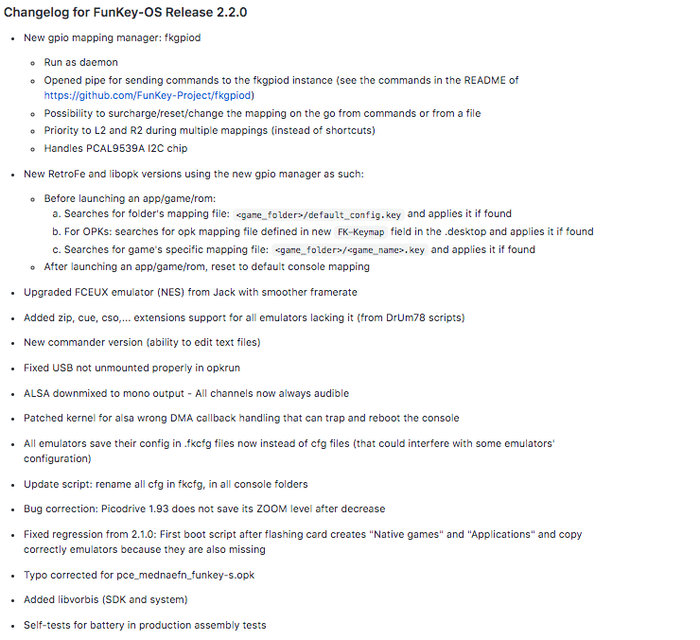 Changelog for FunKey-OS Release 2.2.0
New gpio mapping manager: fkgpiod
Run as daemon
Opened pipe for sending commands to the fkgpiod instance (see the commands in the README of
https://github.com/FunKey-Project/fkgpiod)
Possibility to surcharge/reset/change the mapping on the go from commands or from a file
Priority to L2 and R2 during multiple mappings (instead of shortcuts)
Handles PCAL9539A I2C chip
New RetroFe and libopk versions using the new gpio manager as such:
Before launching an app/game/rom:
a. Searches for folder's mapping file: <game_folder>/default_config.key and applies it if found
b. For OPKs: searches for opk mapping file defined in new FK-Keymap field in the .desktop and applies it if found
c. Searches for game's specific mapping file: <game_folder>/<game_name>.key and applies it if found
After launching an app/game/rom, reset to default console mapping
Upgraded FCEUX emulator (NES) from Jack with smoother framerate
Added zip, cue, cso,... extensions support for all emulators lacking it (from DrUm78 scripts)
New commander version (ability to edit text files)
Fixed USB not unmounted properly in opkrun
ALSA downmixed to mono output - All channels now always audible
Patched kernel for alsa wrong DMA callback handling that can trap and reboot the console
All emulators save their config in .fkcfg files now instead of cfg files (that could interfere with some emulators'
configuration)
Update script: rename all cfg in fkcfg, in all console folders
Bug correction: Picodrive 1.93 does not save its ZOOM level after decrease
Fixed regression from 2.1.0: First boot script after flashing card creates "Native games" and "Applications" and copy
correctly emulators because they are also missing
Typo corrected for pce_mednaefn_funkey-s.opk
Added libvorbis (SDK and system)
Self-tests for battery in production assembly tests